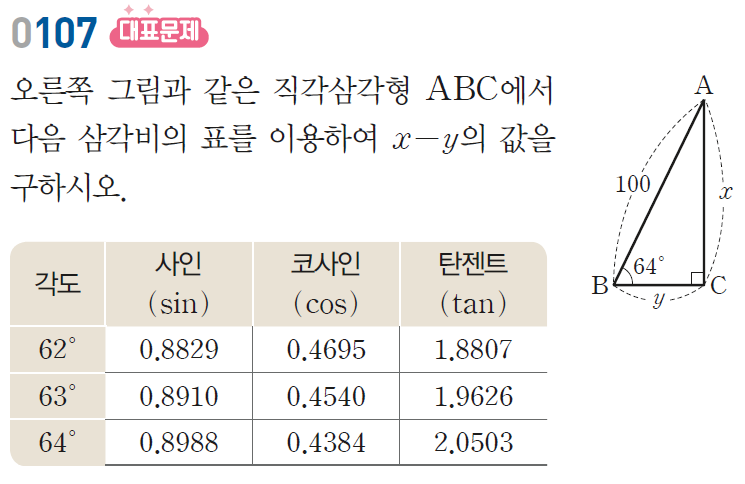 0107 대표문제
오른쪽 그림과 같은 직각삼각형 ABC에서
다음 삼각비의 표를 이용하여 x-y의 값을
구하시오.
각도 사인 (sin) 코사인 (cos) 탄젠트 (tan)
62° 0.8829 0.4695 1.8807
63° 0.8910 0.4540 1.9626
64° 0.8988 0.4384 2.0503
A
100 x
B 64° C
y